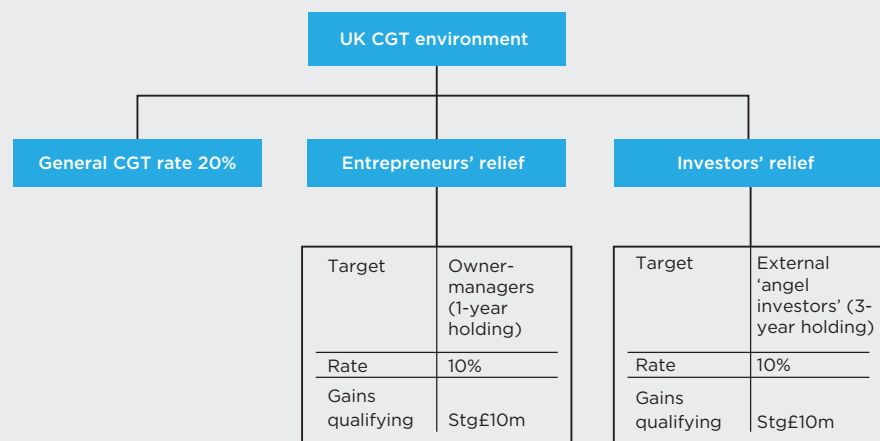 UK CGT environment
General CGT rate 20%
Entrepreneurs’ relief
Investors’ relief
Target
Owner-
managers
(1-year
holding)
Rate
10%
Gains
qualifying
Stg£10m
Target
External
‘angel
investors’ (3-
year holding)
Rate
10%
Gains
qualifying
Stg£10m